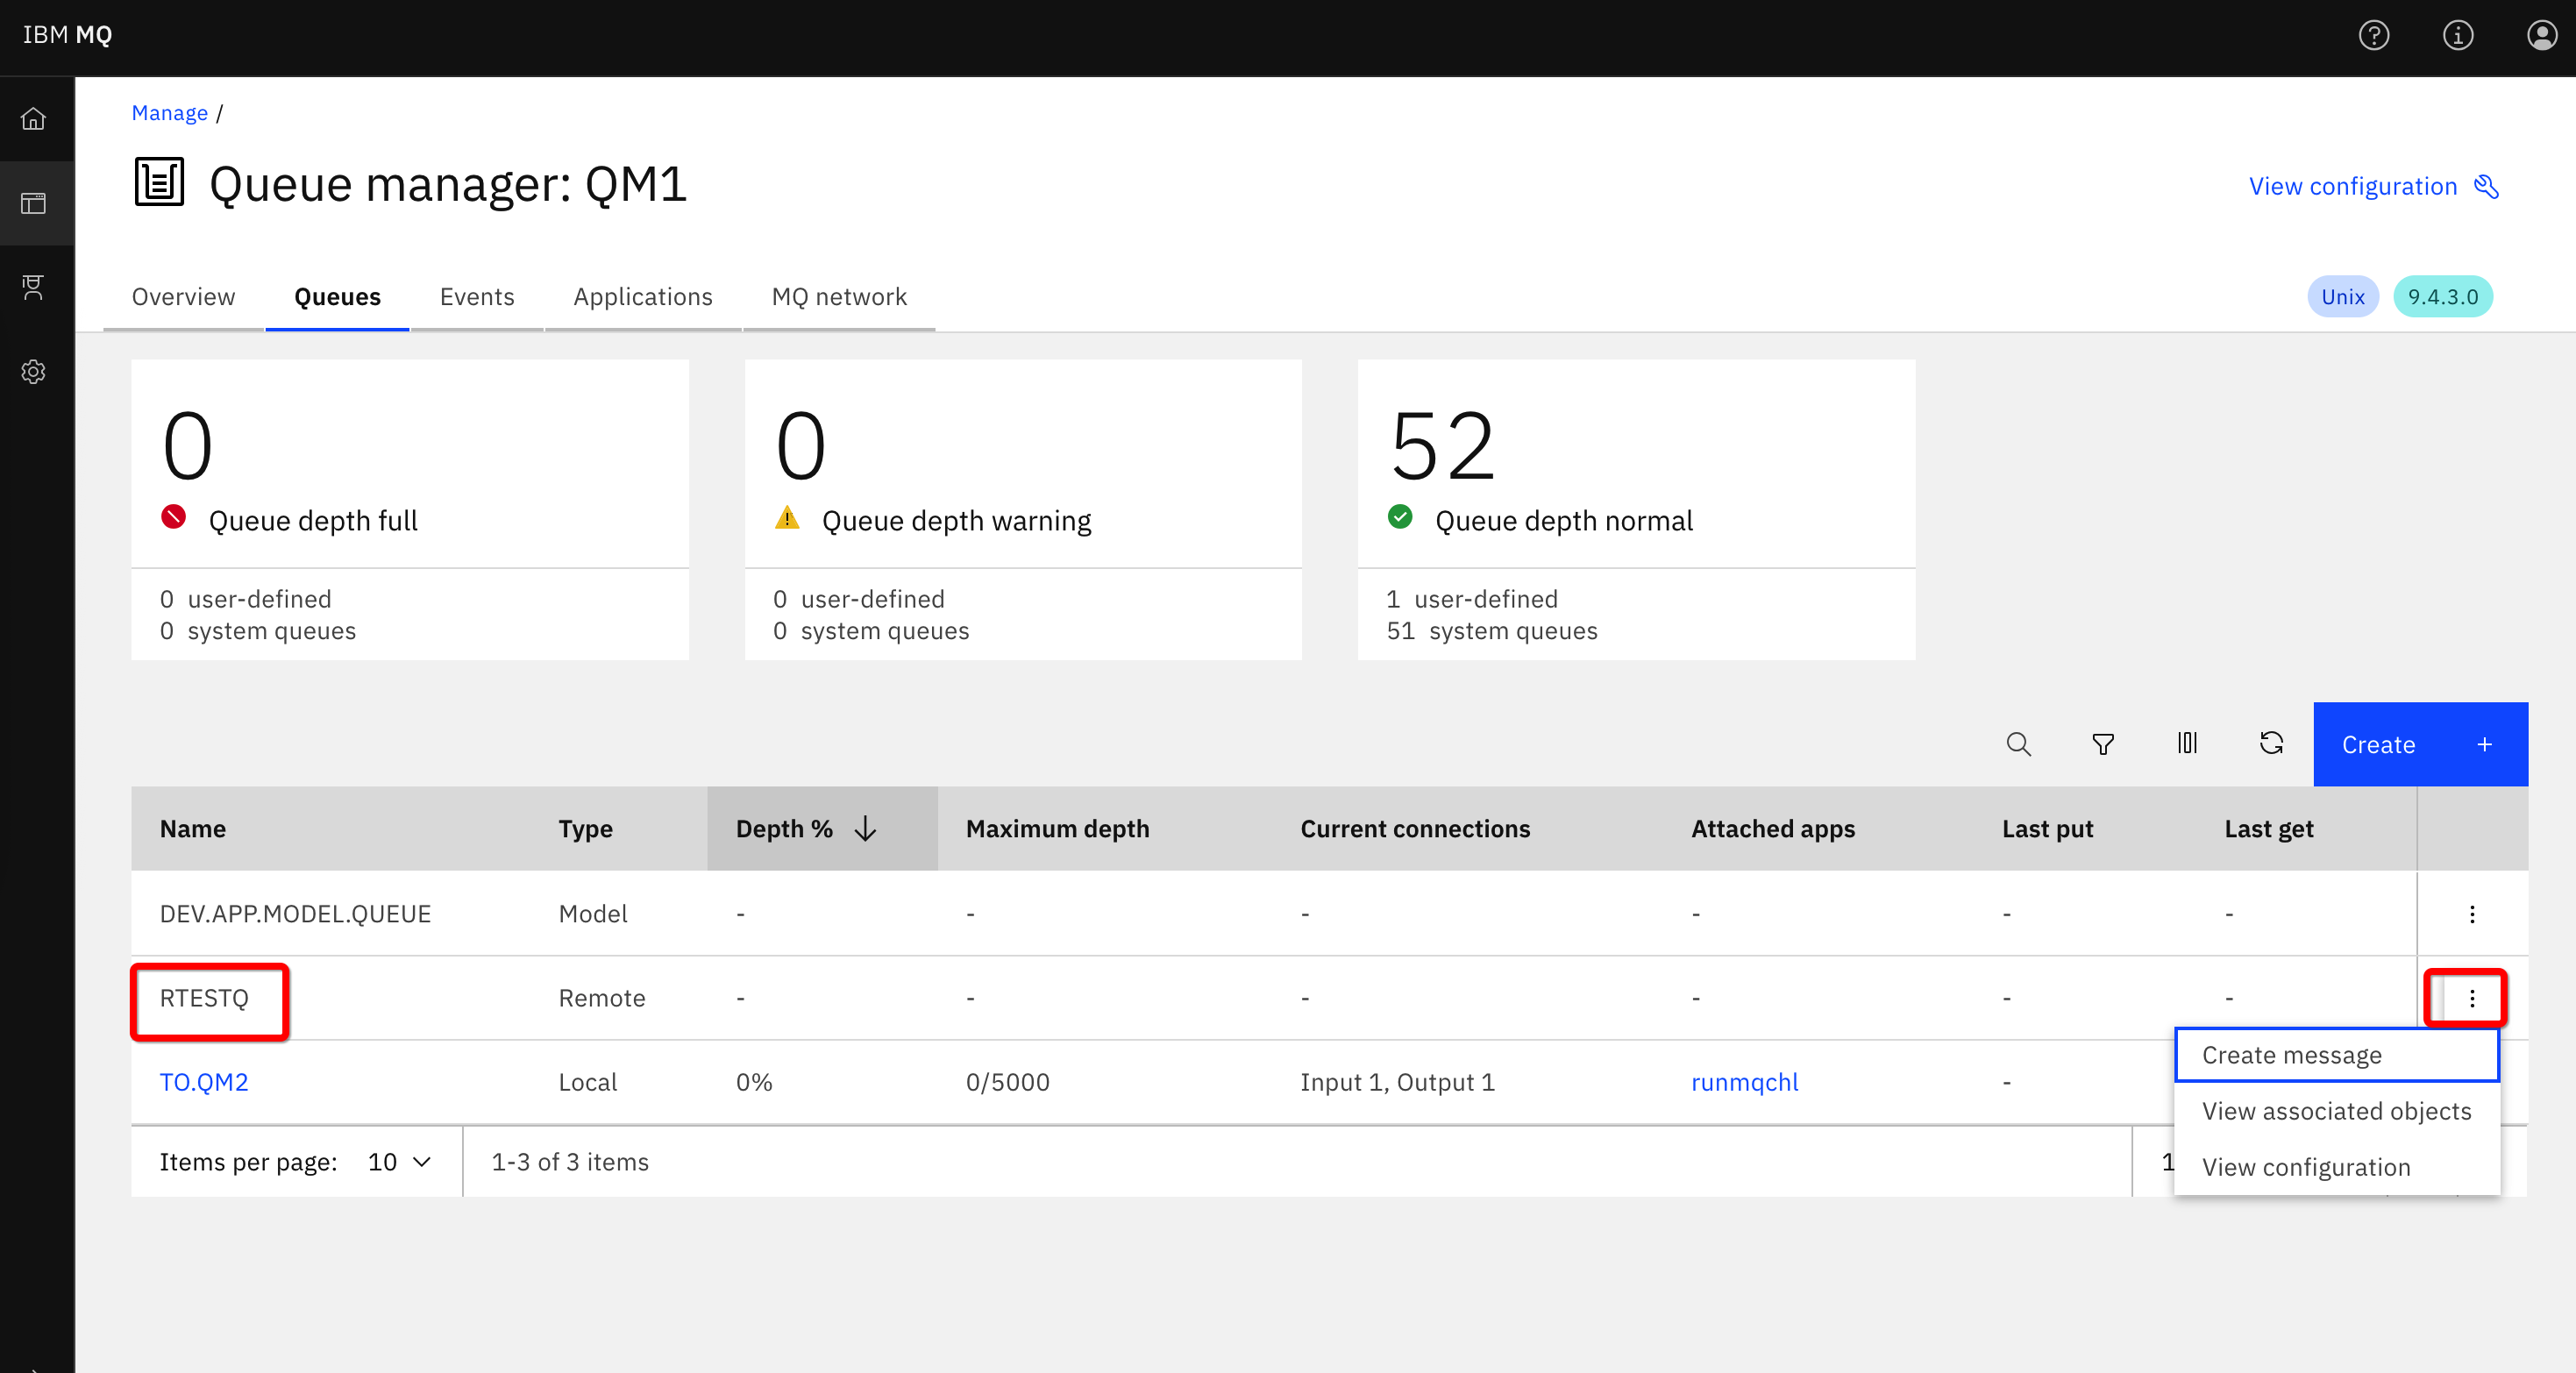 IBM MQ
Manage /
Queue manager: QM1
View configuration
Overview Queues Events Applications MQ network
Unix 9.4.3.0
0
Queue depth full
0 user-defined
0 system queues
0
Queue depth warning
0 user-defined
0 system queues
52
Queue depth normal
1 user-defined
51 system queues
Create +
Name Type Depth % Maximum depth Current connections Attached apps Last put Last get
DEV.APP.MODEL.QUEUE Model - - - - - -
RTESTQ Remote - - - - - -
TO.QM2 Local 0% 0/5000 Input 1, Output 1 runmqchl -
Create message
View associated objects
View configuration
Items per page: 10 1-3 of 3 items 1